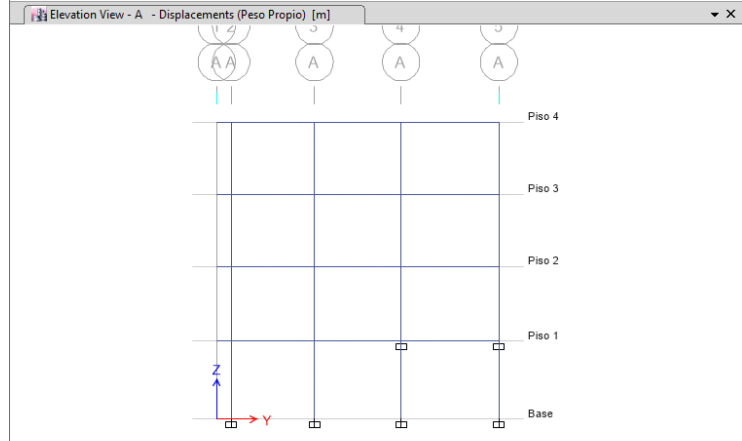 Elevation View - A - Displacements (Peso Propio) [m]
1 2 3 4 5
A A A A A
Piso 4
Piso 3
Piso 2
Piso 1
Z
Y
Base